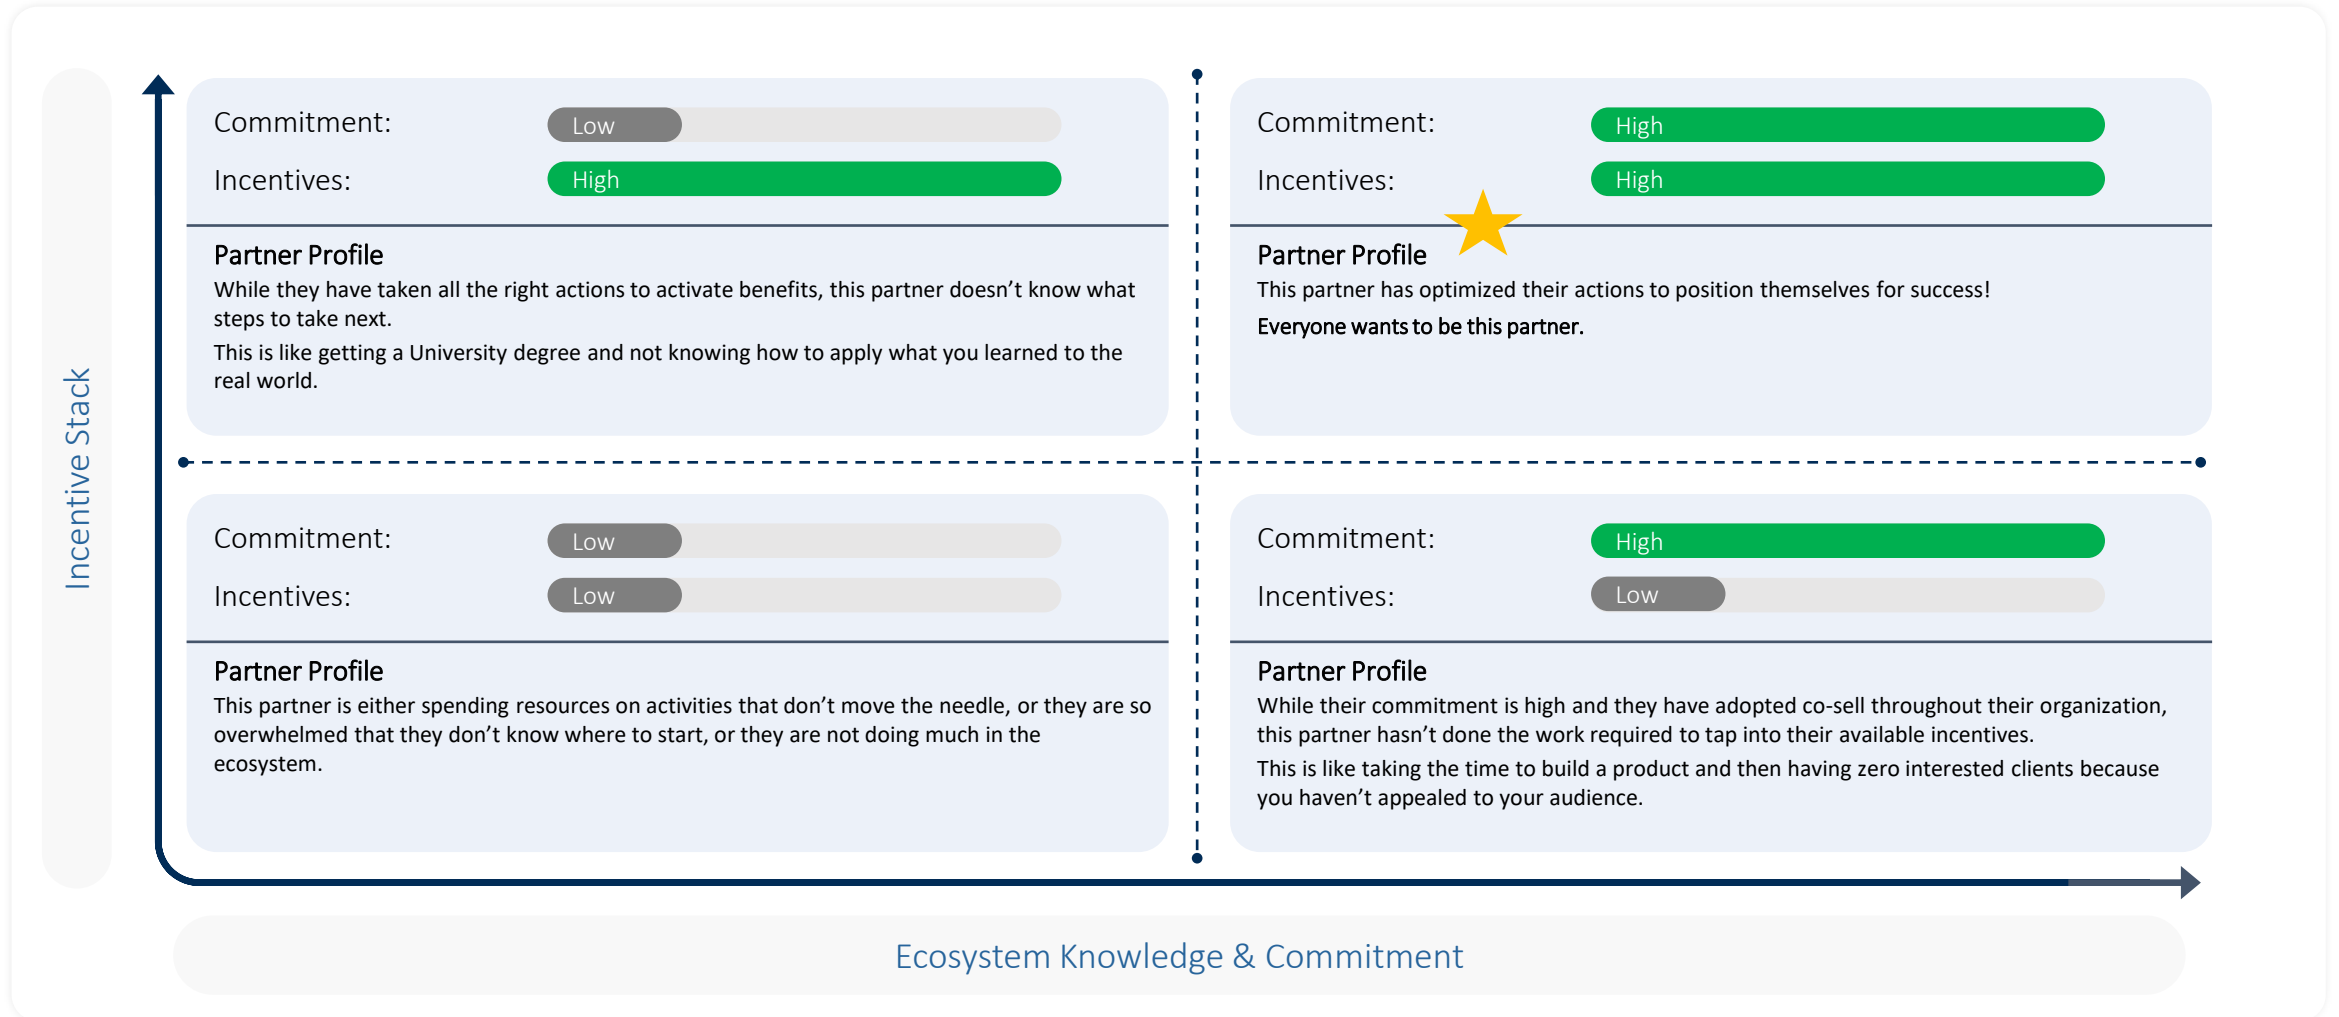 Incentive Stack
Commitment:
Low
Incentives:
High
Partner Profile
While they have taken all the right actions to activate benefits, this partner doesn’t know what
steps to take next.
This is like getting a University degree and not knowing how to apply what you learned to the
real world.
Commitment:
High
Incentives:
High
Partner Profile
This partner has optimized their actions to position themselves for success!
Everyone wants to be this partner.
Commitment:
Low
Incentives:
Low
Partner Profile
This partner is either spending resources on activities that don’t move the needle, or they are so
overwhelmed that they don’t know where to start, or they are not doing much in the
ecosystem.
Commitment:
High
Incentives:
Low
Partner Profile
While their commitment is high and they have adopted co-sell throughout their organization,
this partner hasn’t done the work required to tap into their available incentives.
This is like taking the time to build a product and then having zero interested clients because
you haven’t appealed to your audience.
Ecosystem Knowledge & Commitment